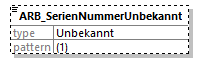 ARB_SerienNummerUnbekannt
type Unbekannt
pattern (1)